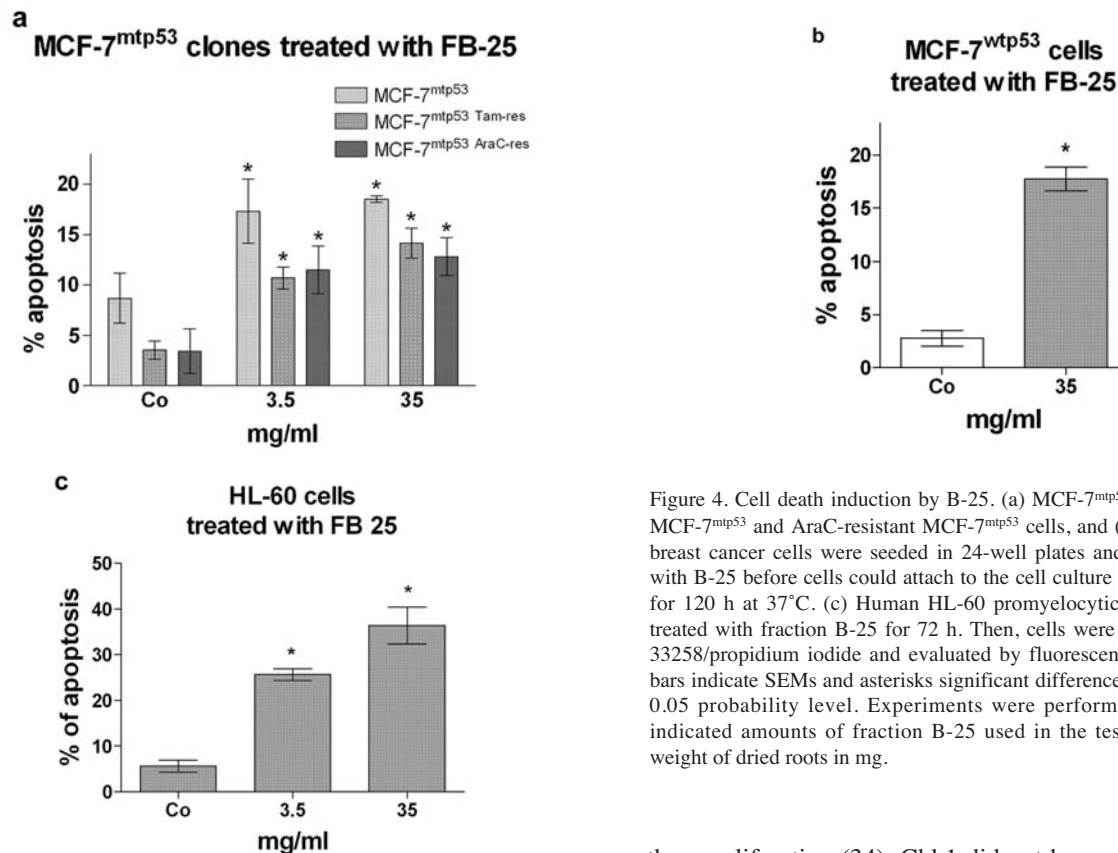 a
MCF-7mtp53 clones treated with FB-25
MCF-7mtp53
MCF-7mtp53 Tam-res
MCF-7mtp53 AraC-res
% apoptosis
20
15
10
5
0
Co 3.5 35
mg/ml
b
MCF-7wtp53 cells
treated with FB-25
% apoptosis
20
15
10
5
0
*
Co 35
mg/ml
* * * * * *
c
HL-60 cells
treated with FB 25
% of apoptosis
50
40
30
20
10
0
* *
Co 3.5 35
mg/ml
Figure 4. Cell death induction by B-25. (a) MCF-7mtp5
MCF-7mtp53 and AraC-resistant MCF-7mtp53 cells, and (
breast cancer cells were seeded in 24-well plates and
with B-25 before cells could attach to the cell culture
for 120 h at 37˚C. (c) Human HL-60 promyelocytic
treated with fraction B-25 for 72 h. Then, cells were
33258/propidium iodide and evaluated by fluorescen
bars indicate SEMs and asterisks significant difference
0.05 probability level. Experiments were perform
indicated amounts of fraction B-25 used in the tes
weight of dried roots in mg.